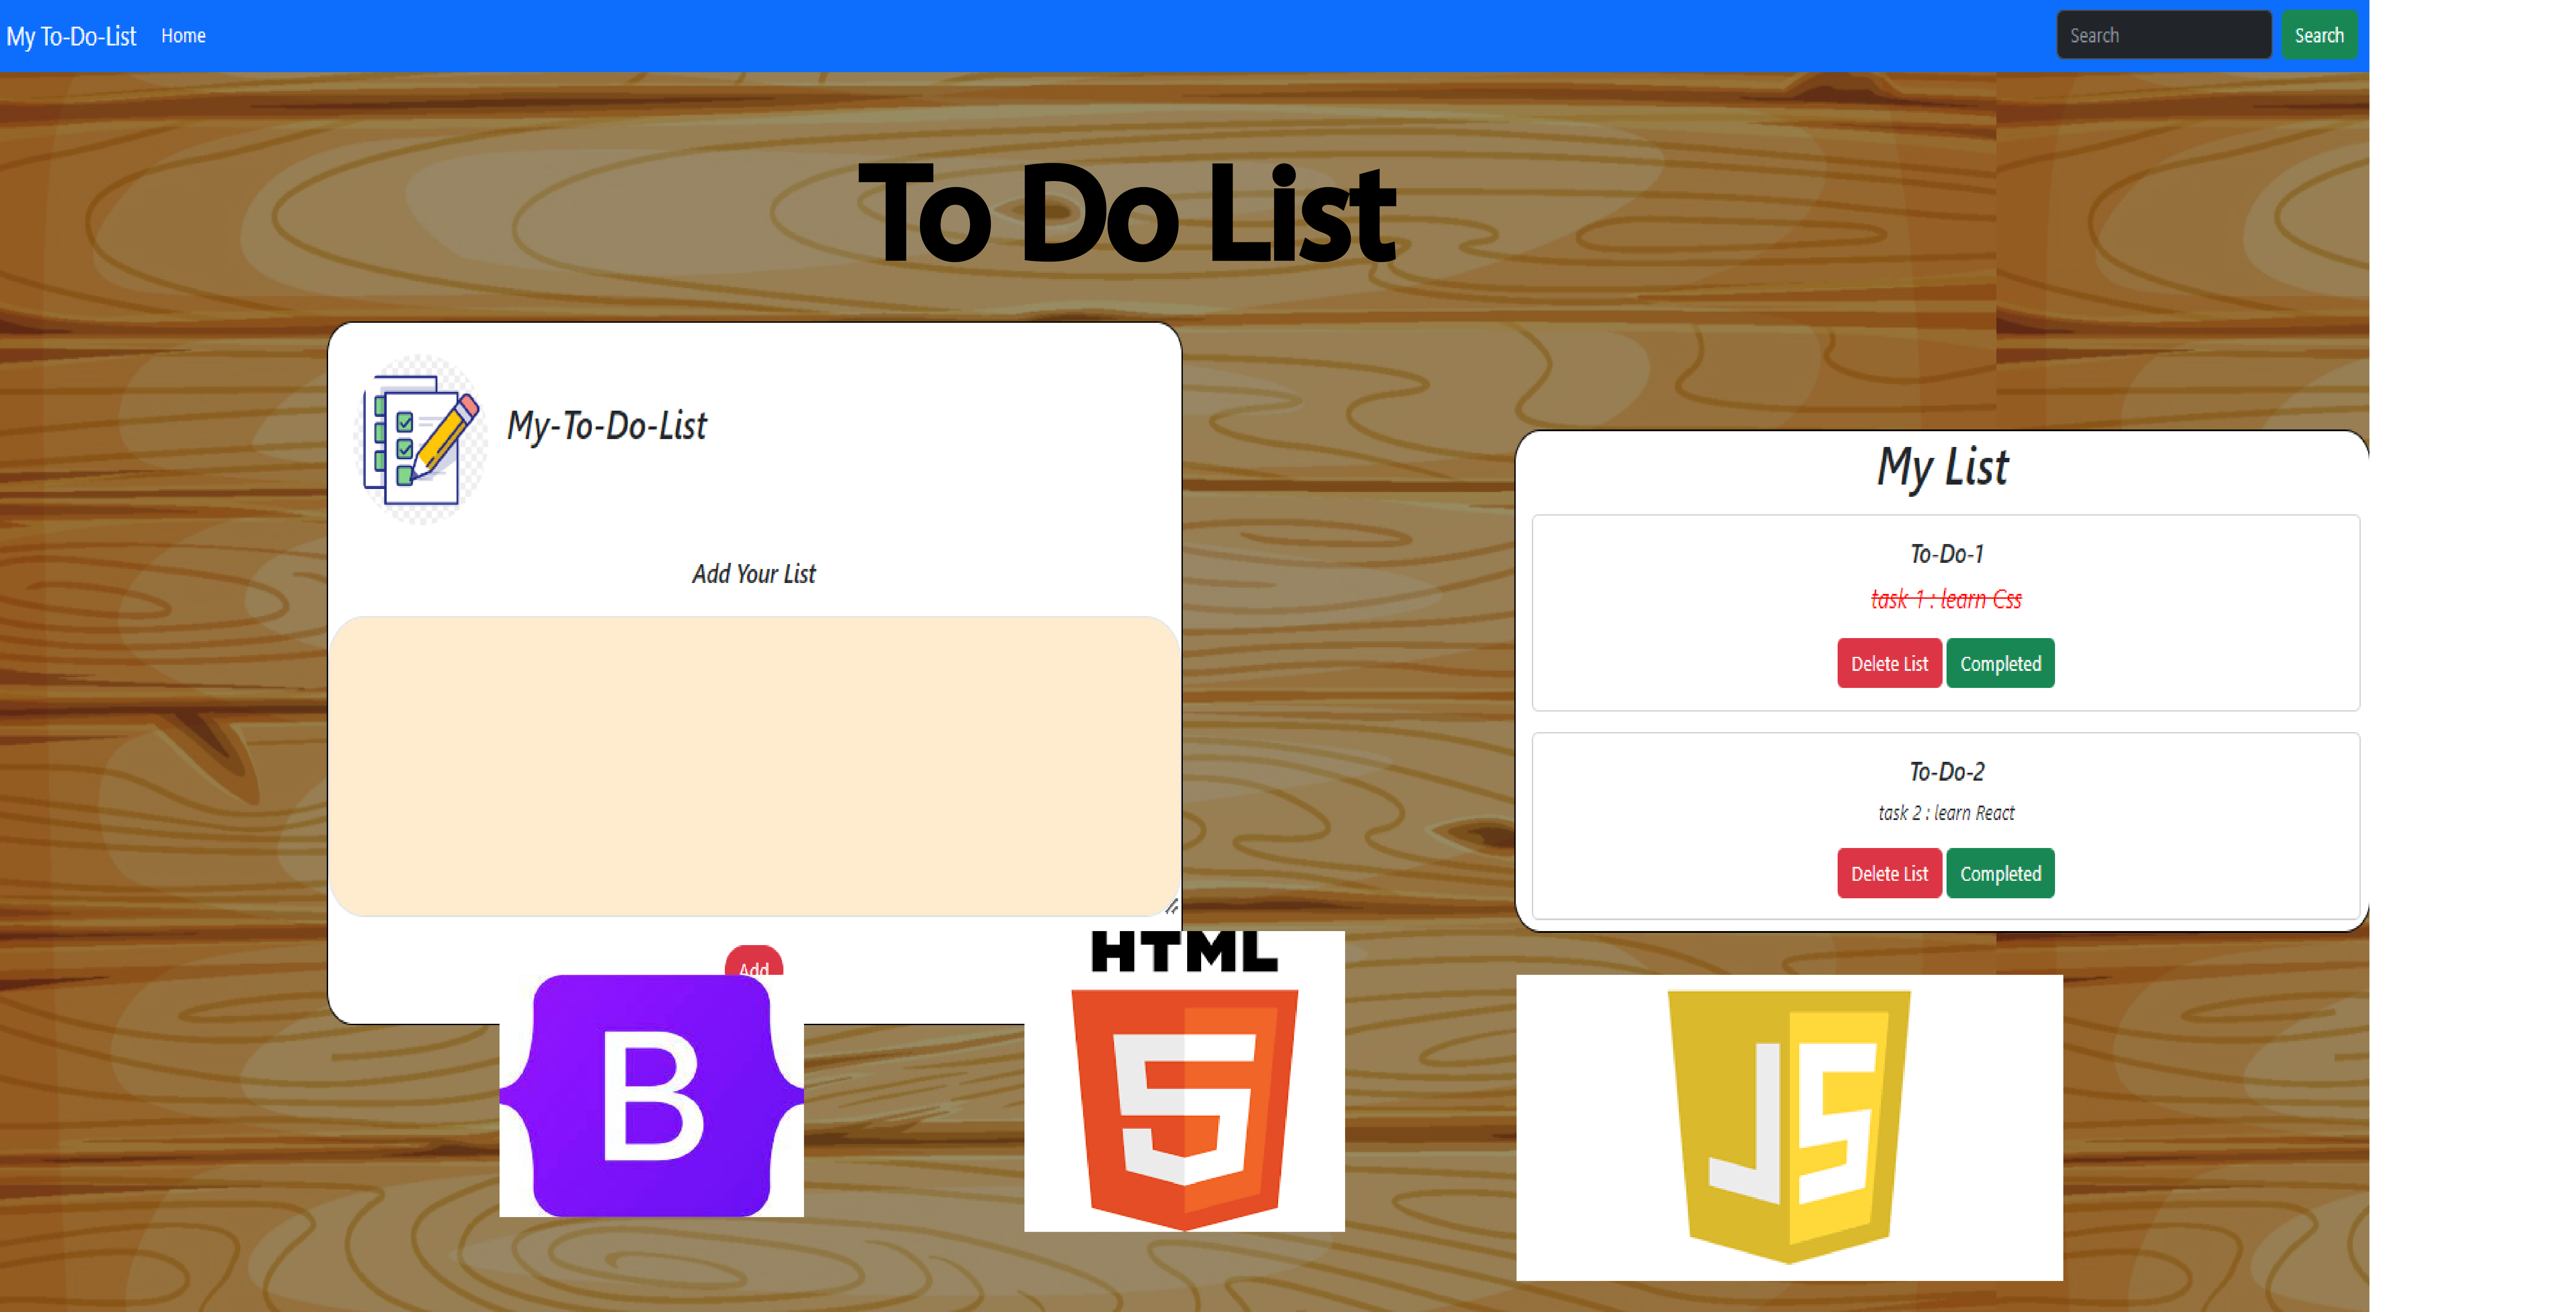 My To-Do-List Home Search Search
To Do List
My-To-Do-List
Add Your List
Add
My List
To-Do-1
task 1 : learn Css
Delete List Completed
To-Do-2
task 2 : learn React
Delete List Completed
B
HTML
5
JS